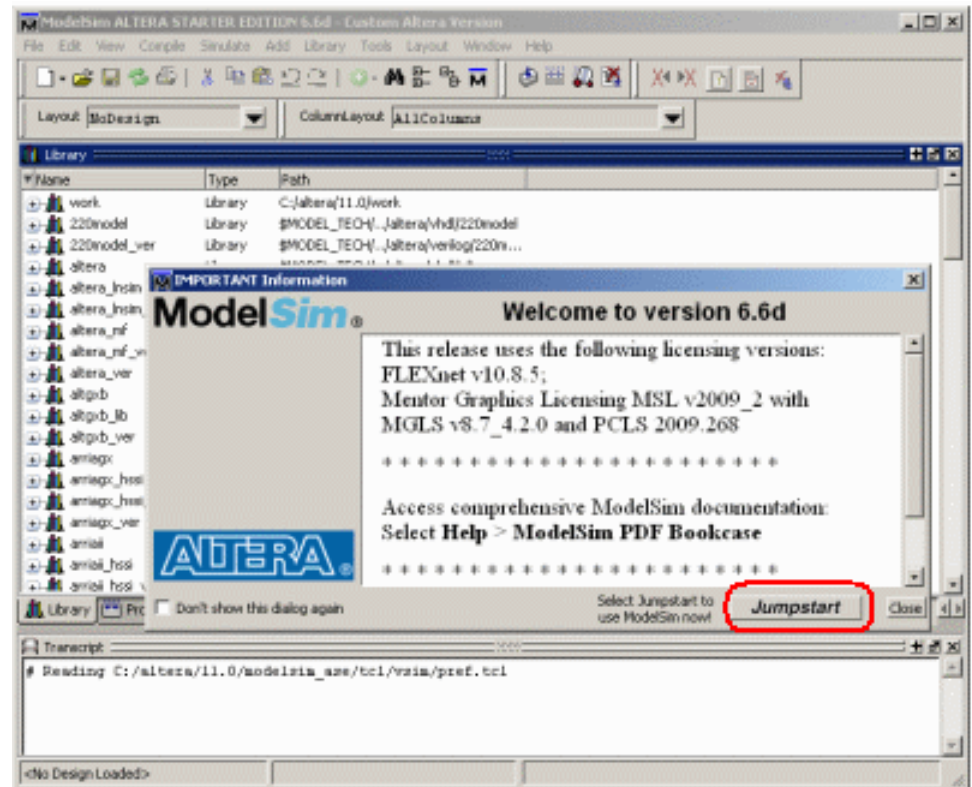 ModelSim ALTERA STARTER EDITION 6.6d - Custom Altera Version
File Edit View Compile Simulate Add Library Tools Layout Window Help
Layout NoDesign ColumnLayout AllColumns
Library
Name Type Path
work Library C:/altera/11.0/work
220model Library $MODEL_TECH/../altera/vhdl/220model
220model_ver Library $MODEL_TECH/../altera/verilog/220m...
altera
altera_lnsim
altera_lnsim_
altera_mf
altera_mf_v
altera_ver
altgxb
altgxb_lib
altgxb_ver
arriagx
arriagx_hssi
arriagx_hssi_
arriagx_ver
arriaii
arriaii_hssi
arriaii_hssi_v
IMPORTANT Information
ModelSim®
Welcome to version 6.6d
This release uses the following licensing versions:
FLEXnet v10.8.5;
Mentor Graphics Licensing MSL v2009_2 with
MGLS v8.7_4.2.0 and PCLS 2009.268
* * * * * * * * * * * * * * * * * * * * * * *
Access comprehensive ModelSim documentation:
Select Help > ModelSim PDF Bookcase
* * * * * * * * * * * * * * * * * * * * * * *
ALTERA®
Don't show this dialog again
Select Jumpstart to
use ModelSim now!
Jumpstart
Close
Library Pro
Transcript
# Reading C:/altera/11.0/modelsim_ase/tcl/vsim/pref.tcl
<No Design Loaded>